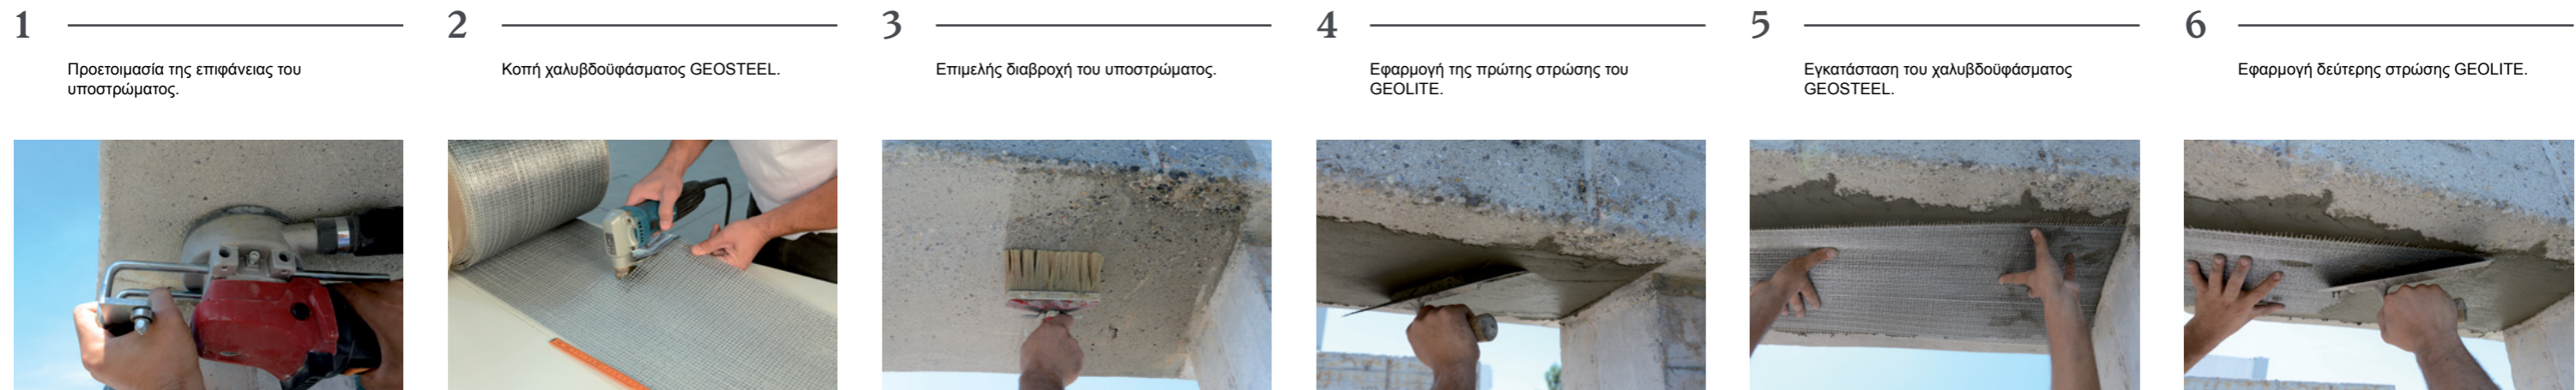 1
Προετοιμασία της επιφάνειας του
υποστρώματος.
2
Κοπή χαλυβδοϋφάσματος GEOSTEEL.
3
Επιμελής διαβροχή του υποστρώματος.
4
Εφαρμογή της πρώτης στρώσης του
GEOLITE.
5
Εγκατάσταση του χαλυβδοϋφάσματος
GEOSTEEL.
6
Εφαρμογή δεύτερης στρώσης GEOLITE.